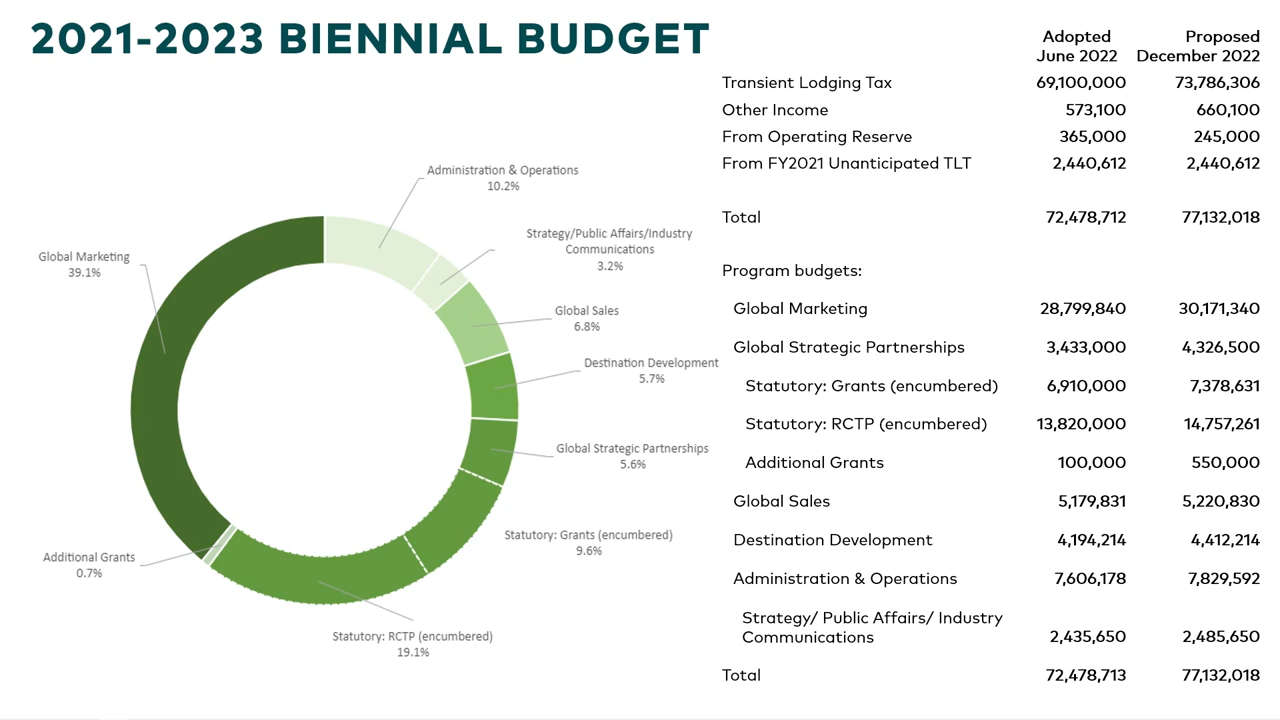 2021-2023 BIENNIAL BUDGET
Administration & Operations
10.2%
Strategy/Public Affairs/Industry
Communications
3.2%
Global Marketing
39.1%
Global Sales
6.8%
Destination Development
5.7%
Global Strategic Partnerships
5.6%
Statutory: Grants (encumbered)
9.6%
Additional Grants
0.7%
Statutory: RCTP (encumbered)
19.1%
Adopted Proposed
June 2022 December 2022
Transient Lodging Tax 69,100,000 73,786,306
Other Income 573,100 660,100
From Operating Reserve 365,000 245,000
From FY2021 Unanticipated TLT 2,440,612 2,440,612
Total 72,478,712 77,132,018
Program budgets:
Global Marketing 28,799,840 30,171,340
Global Strategic Partnerships 3,433,000 4,326,500
Statutory: Grants (encumbered) 6,910,000 7,378,631
Statutory: RCTP (encumbered) 13,820,000 14,757,261
Additional Grants 100,000 550,000
Global Sales 5,179,831 5,220,830
Destination Development 4,194,214 4,412,214
Administration & Operations 7,606,178 7,829,592
Strategy/ Public Affairs/ Industry
Communications 2,435,650 2,485,650
Total 72,478,713 77,132,018